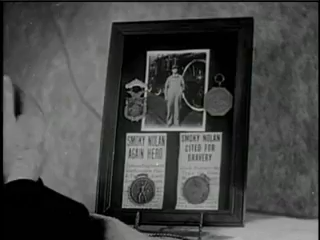 SMOKY NOLAN
AGAIN HERO
SMOKY NOLAN
CITED FOR
BRAVERY